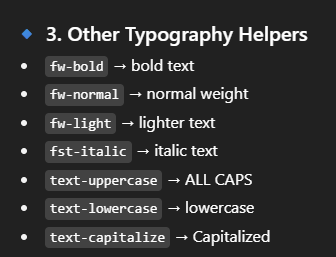 3. Other Typography Helpers
fw-bold → bold text
fw-normal → normal weight
fw-light → lighter text
fst-italic → italic text
text-uppercase → ALL CAPS
text-lowercase → lowercase
text-capitalize → Capitalized